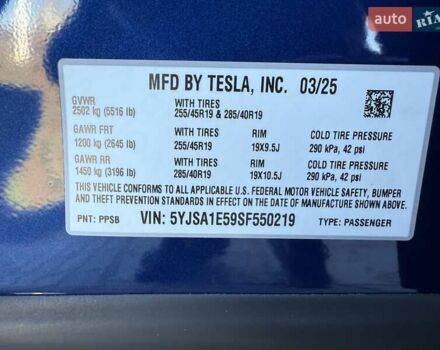 auto
RIA
MFD BY TESLA, INC. 03/25
GVWR WITH TIRES
2502 kg (5516 lb) 255/45R19 & 285/40R19
GAWR FRT WITH TIRES RIM COLD TIRE PRESSURE
1200 kg (2645 lb) 255/45R19 19X9.5J 290 kPa, 42 psi
GAWR RR WITH TIRES RIM COLD TIRE PRESSURE
1450 kg (3196 lb) 285/40R19 19X10.5J 290 kPa, 42 psi
THIS VEHICLE CONFORMS TO ALL APPLICABLE U.S. FEDERAL MOTOR VEHICLE SAFETY, BUMPER
AND THEFT PREVENTION STANDARDS IN EFFECT ON THE DATE OF MANUFACTURE SHOWN ABOVE.
PNT: PPSB VIN: 5YJSA1E59SF550219 TYPE: PASSENGER